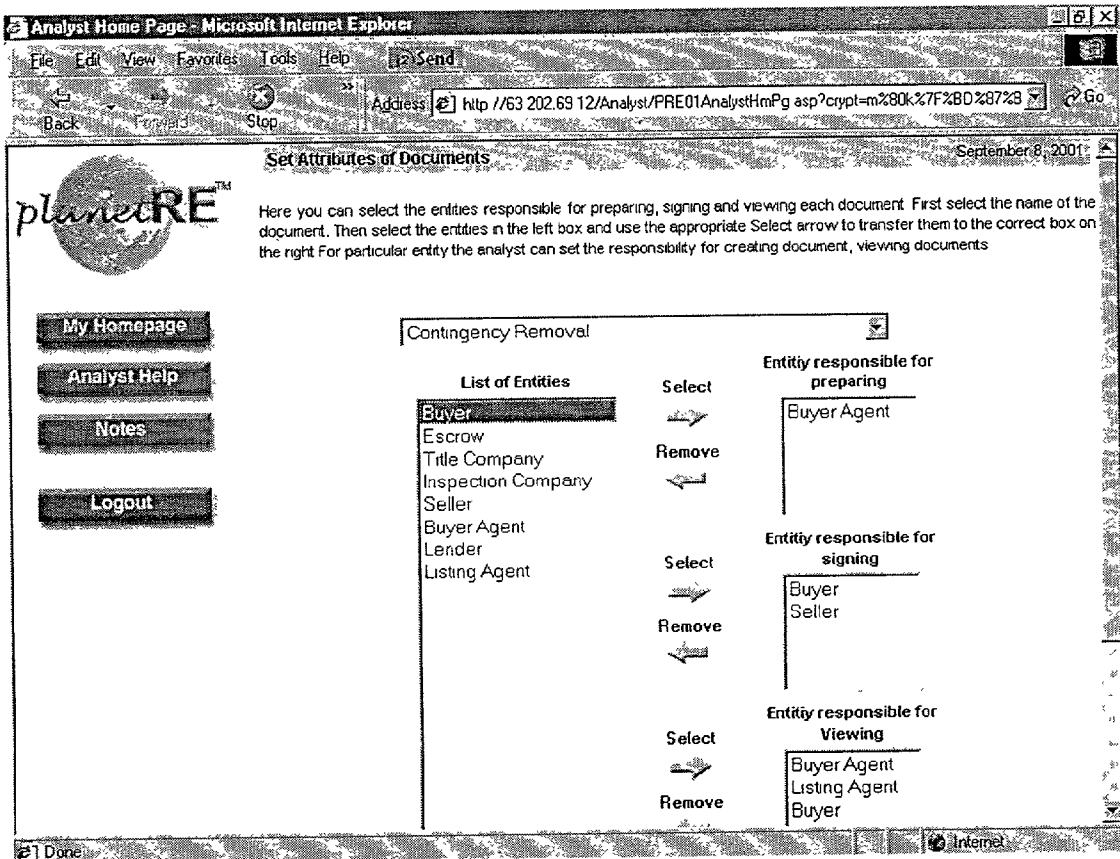 Analyst Home Page - Microsoft Internet Explorer
File Edit View Favorites Tools Help Send
Back Forward Stop » Address http //63 202.69 12/Analyst/PRE01AnalystHmPg asp?crypt=m%80k%7F%BD%87%3 Go
planetRE™
Set Attributes of Documents September 8, 2001
Here you can select the entities responsible for preparing, signing and viewing each document First select the name of the
document. Then select the entities in the left box and use the appropriate Select arrow to transfer them to the correct box on
the right For particular entity the analyst can set the responsibility for creating document, viewing documents
My Homepage
Analyst Help
Notes
Logout
Contingency Removal
List of Entities
Buyer
Escrow
Title Company
Inspection Company
Seller
Buyer Agent
Lender
Listing Agent
Select
Remove
Entitiy responsible for
preparing
Buyer Agent
Select
Remove
Entitiy responsible for
signing
Buyer
Seller
Select
Remove
Entitiy responsible for
Viewing
Buyer Agent
Listing Agent
Buyer
Done Internet